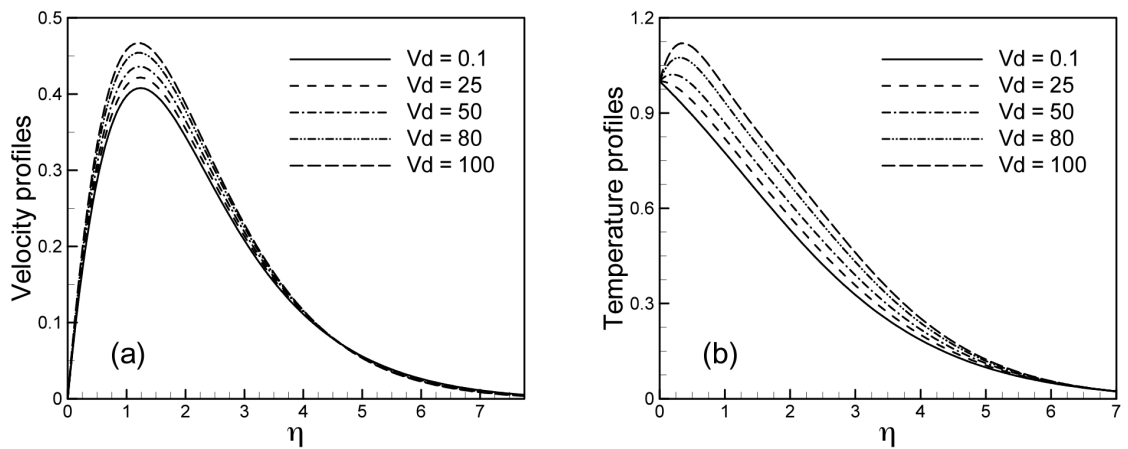 0.5
0.4
0.3
0.2
0.1
0
Velocity profiles
Vd = 0.1
Vd = 25
Vd = 50
Vd = 80
Vd = 100
(a)
0 1 2 3 4 5 6 7
η
1.2
0.9
0.6
0.3
0
Temperature profiles
Vd = 0.1
Vd = 25
Vd = 50
Vd = 80
Vd = 100
(b)
0 1 2 3 4 5 6 7
η